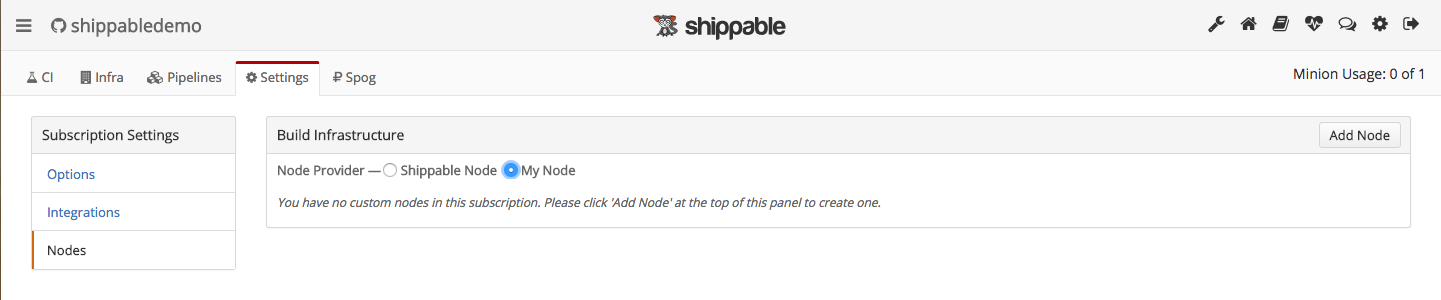 shippabledemo
shippable
CI Infra Pipelines Settings Spog
Minion Usage: 0 of 1
Subscription Settings
Options
Integrations
Nodes
Build Infrastructure
Add Node
Node Provider — Shippable Node My Node
You have no custom nodes in this subscription. Please click 'Add Node' at the top of this panel to create one.